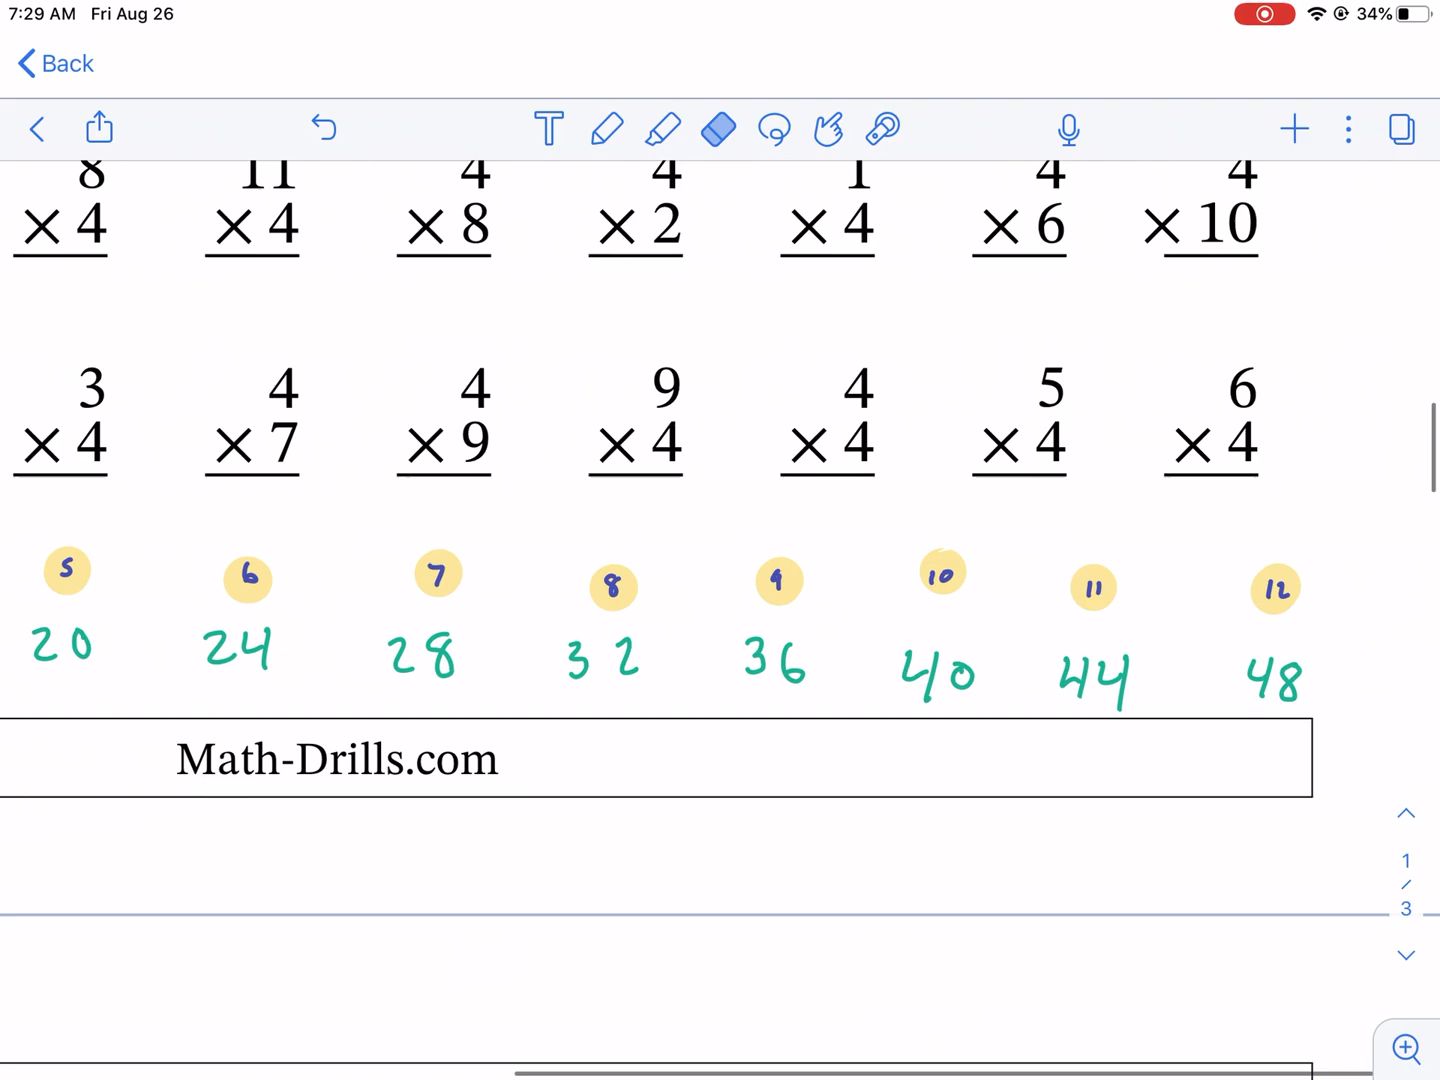 7:29 AM Fri Aug 26 34%
Back
8 11 4 4 1 4 4
× 4 × 4 × 8 × 2 × 4 × 6 × 10
3 4 4 9 4 5 6
× 4 × 7 × 9 × 4 × 4 × 4 × 4
5 6 7 8 9 10 11 12
20 24 28 32 36 40 44 48
Math-Drills.com
1
/
3